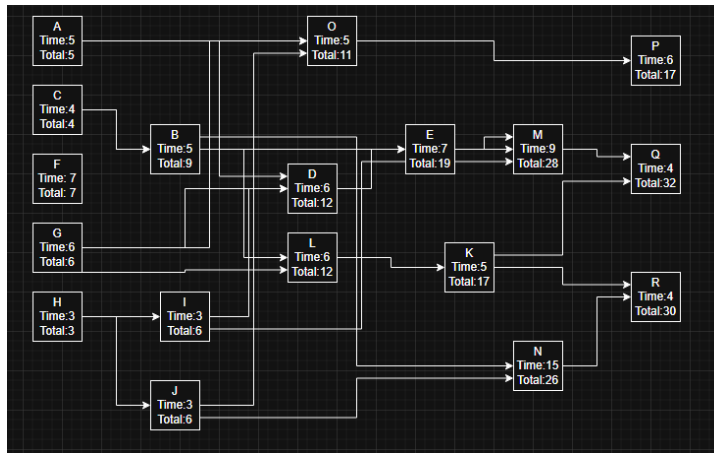 A
Time:5
Total:5
O
Time:5
Total:11
P
Time:6
Total:17
C
Time:4
Total:4
B
Time:5
Total:9
E
Time:7
Total:19
M
Time:9
Total:28
Q
Time:4
Total:32
F
Time: 7
Total: 7
D
Time:6
Total:12
G
Time:6
Total:6
L
Time:6
Total:12
K
Time:5
Total:17
R
Time:4
Total:30
H
Time:3
Total:3
I
Time:3
Total:6
N
Time:15
Total:26
J
Time:3
Total:6